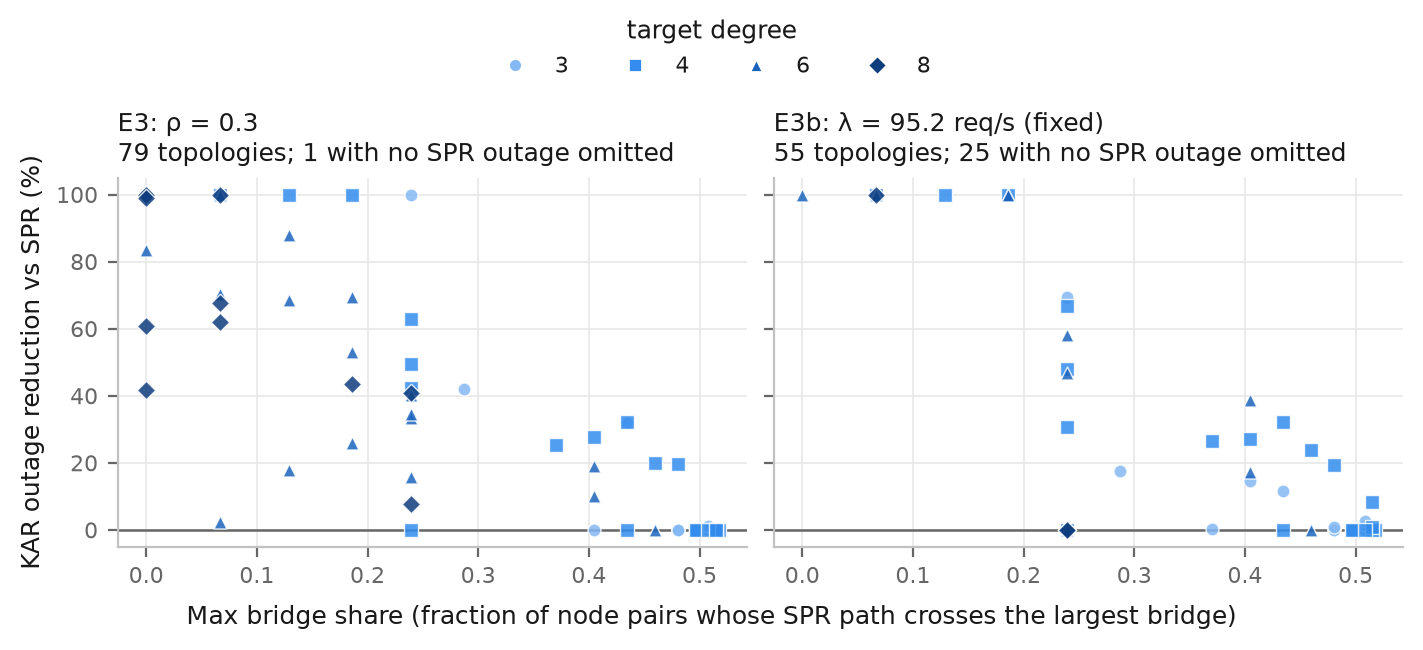 target degree
3 4 6 8
E3: ρ = 0.3
79 topologies; 1 with no SPR outage omitted
E3b: λ = 95.2 req/s (fixed)
55 topologies; 25 with no SPR outage omitted
KAR outage reduction vs SPR (%)
100
80
60
40
20
0
0.0 0.1 0.2 0.3 0.4 0.5
0.0 0.1 0.2 0.3 0.4 0.5
Max bridge share (fraction of node pairs whose SPR path crosses the largest bridge)